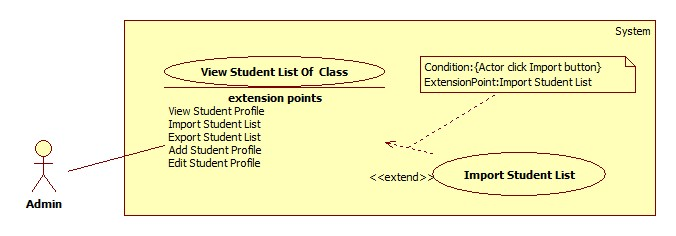 System
View Student List Of Class
extension points
View Student Profile
Import Student List
Export Student List
Add Student Profile
Edit Student Profile
Condition:{Actor click Import button}
ExtensionPoint:Import Student List
<<extend>>
Import Student List
Admin